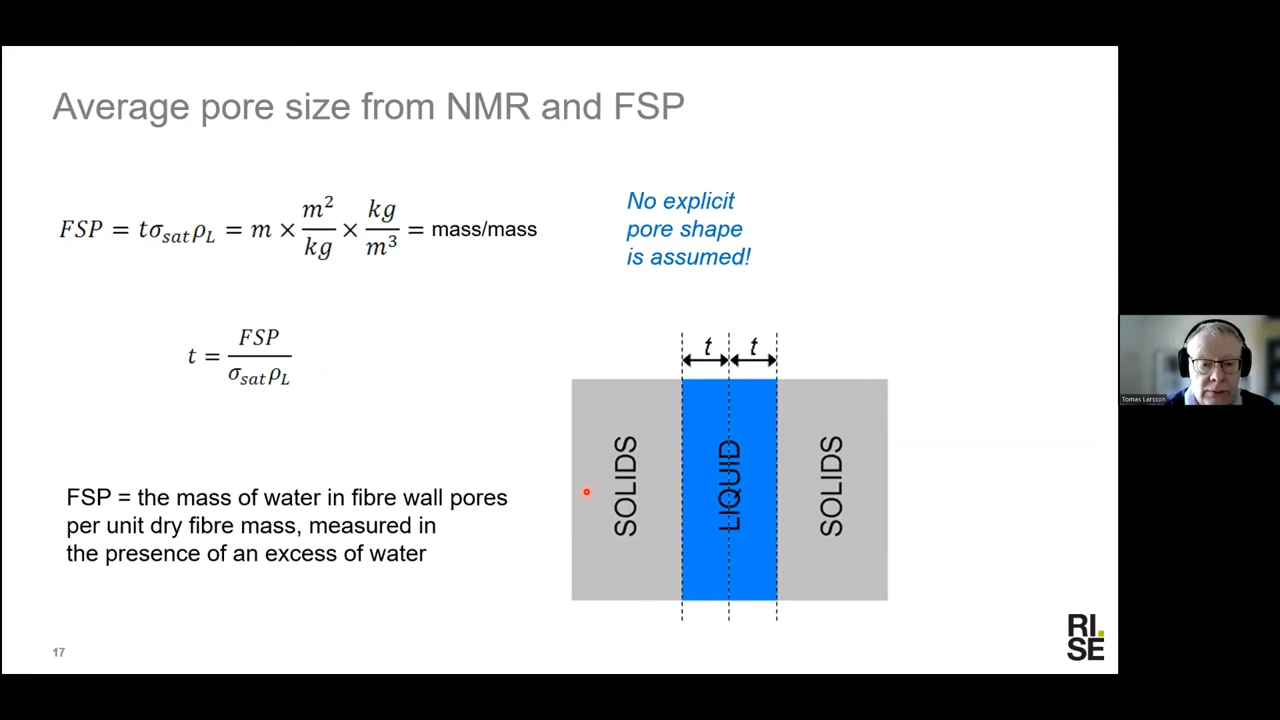 Average pore size from NMR and FSP
FSP = tσ_sat ρ_L = m × m²/kg × kg/m³ = mass/mass
No explicit
pore shape
is assumed!
t = FSP/(σ_sat ρ_L)
t t
SOLIDS LIQUID SOLIDS
FSP = the mass of water in fibre wall pores
per unit dry fibre mass, measured in
the presence of an excess of water
17
RI.
SE
Tomas Larsson